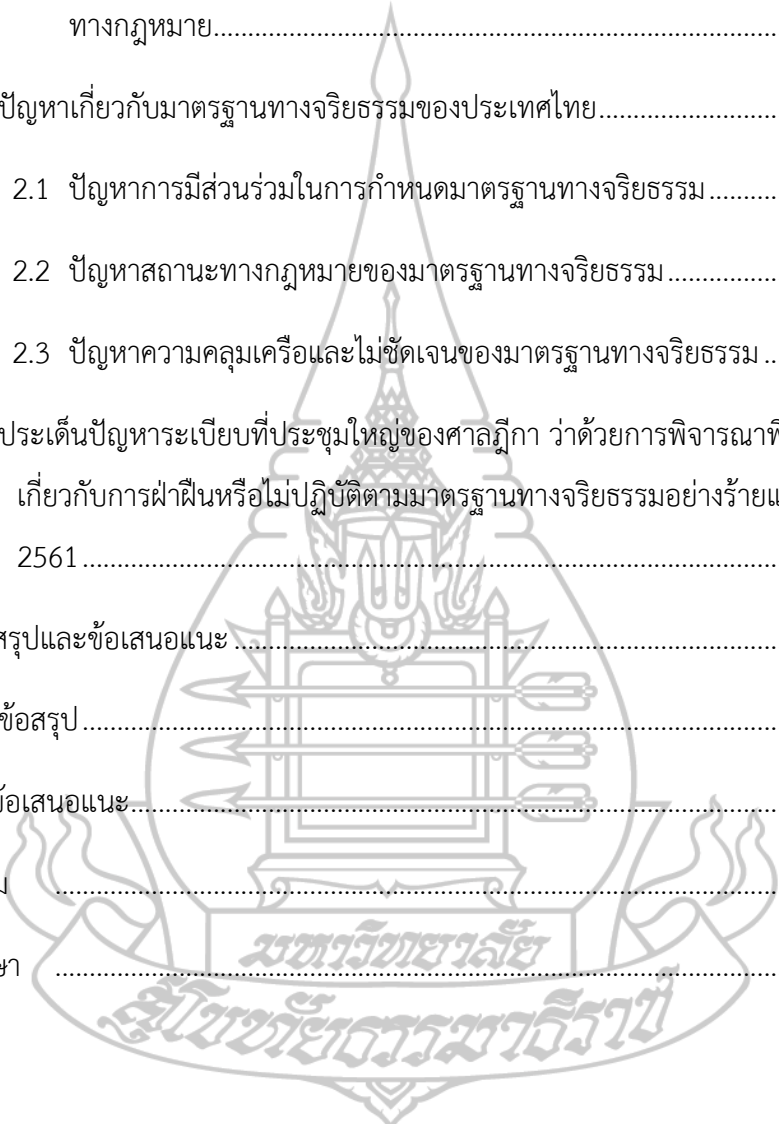 ทางกฎหมาย................................................................................
ปัญหาเกี่ยวกับมาตรฐานทางจริยธรรมของประเทศไทย..........................
2.1 ปัญหาการมีส่วนร่วมในการกำหนดมาตรฐานทางจริยธรรม..........
2.2 ปัญหาสถานะทางกฎหมายของมาตรฐานทางจริยธรรม................
2.3 ปัญหาความคลุมเครือและไม่ชัดเจนของมาตรฐานทางจริยธรรม..
ประเด็นปัญหาระเบียบที่ประชุมใหญ่ของศาลฎีกา ว่าด้วยการพิจารณาพิ
เกี่ยวกับการฝ่าฝืนหรือไม่ปฏิบัติตามมาตรฐานทางจริยธรรมอย่างร้ายแ
2561................................................................................................
สรุปและข้อเสนอแนะ........................................................................
ข้อสรุป.............................................................................................
ข้อเสนอแนะ......................................................................................
ม ....................................................................................................
ษา ....................................................................................................
มหาวิทยาลัย
สุโขทัยธรรมาธิราช